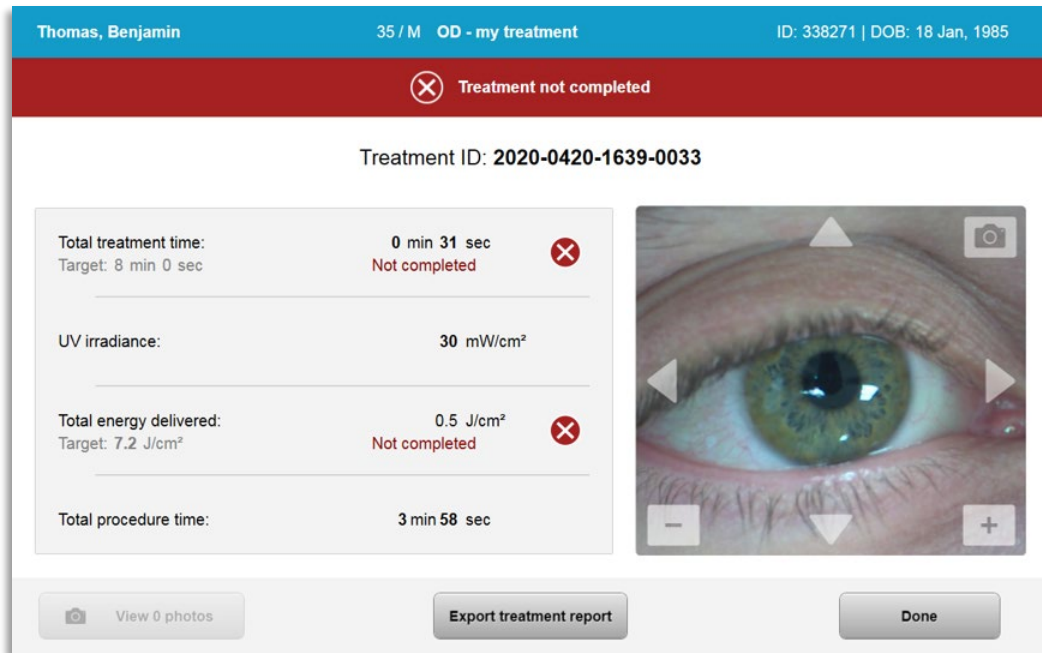 Thomas, Benjamin 35 / M OD - my treatment ID: 338271 | DOB: 18 Jan, 1985
Treatment not completed
Treatment ID: 2020-0420-1639-0033
Total treatment time: 0 min 31 sec
Target: 8 min 0 sec Not completed
UV irradiance: 30 mW/cm²
Total energy delivered: 0.5 J/cm²
Target: 7.2 J/cm² Not completed
Total procedure time: 3 min 58 sec
View 0 photos Export treatment report Done